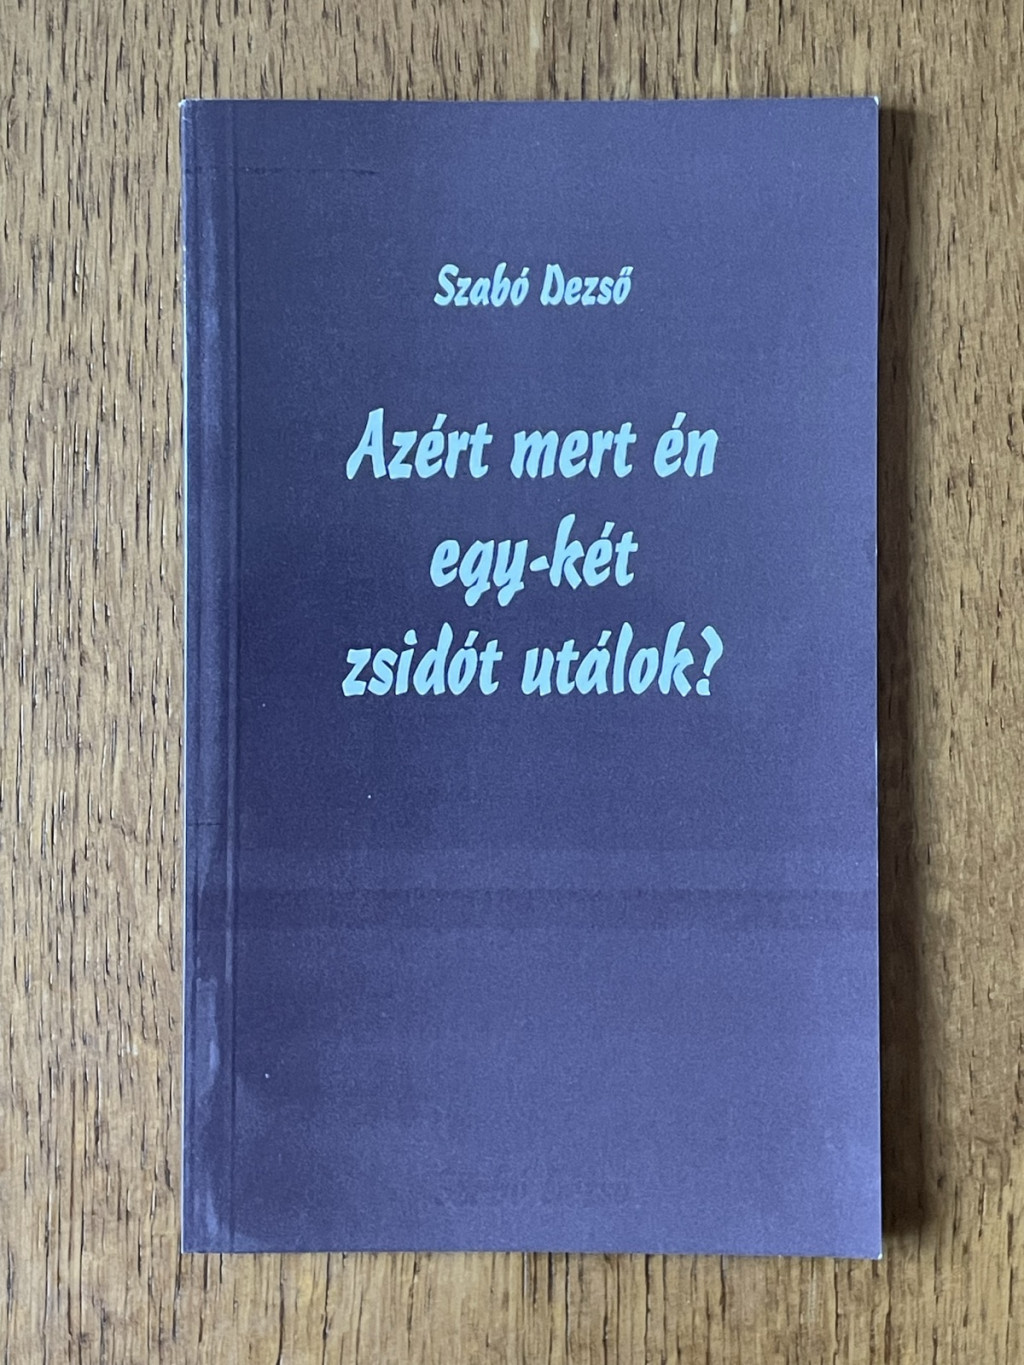 Szabó Dezső
Azért mert én
egy-két
zsidót utálok?